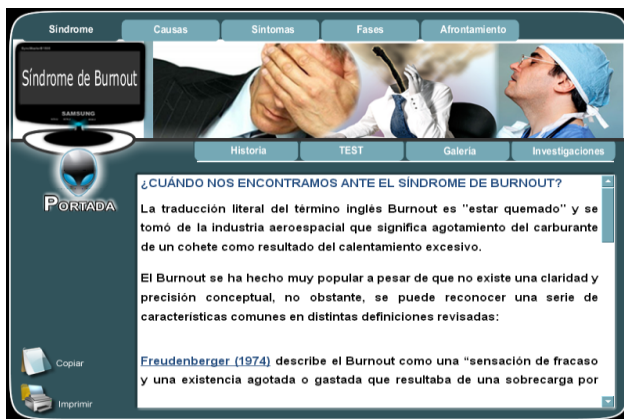 Síndrome
Causas
Síntomas
Fases
Afrontamiento
Síndrome de Burnout
SAMSUNG
Historia
TEST
Galeria
Investigaciones
PORTADA
¿CUÁNDO NOS ENCONTRAMOS ANTE EL SÍNDROME DE BURNOUT?
La traducción literal del término inglés Burnout es "estar quemado" y se
tomó de la industria aeroespacial que significa agotamiento del carburante
de un cohete como resultado del calentamiento excesivo.
El Burnout se ha hecho muy popular a pesar de que no existe una claridad y
precisión conceptual, no obstante, se puede reconocer una serie de
características comunes en distintas definiciones revisadas:
Freudenberger (1974) describe el Burnout como una “sensación de fracaso
y una existencia agotada o gastada que resultaba de una sobrecarga por
Copiar
Imprimir